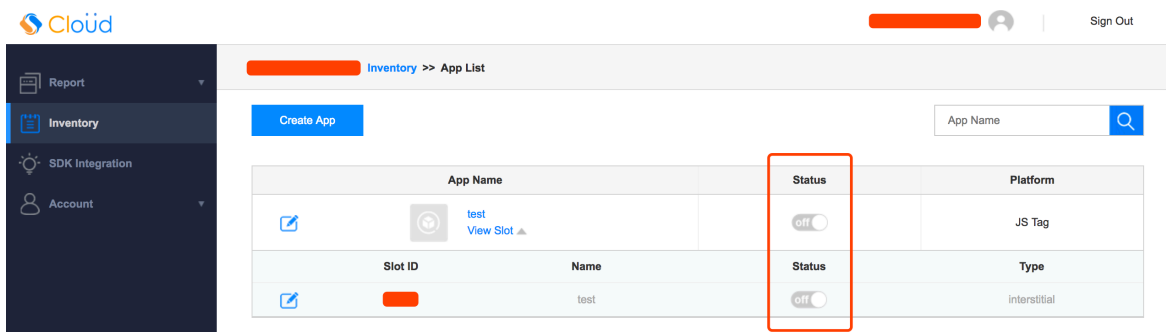 Cloüd
Sign Out
Report
Inventory
SDK Integration
Account
Inventory >> App List
Create App
App Name
App Name Status Platform
test
View Slot
off
JS Tag
Slot ID Name Status Type
test off interstitial